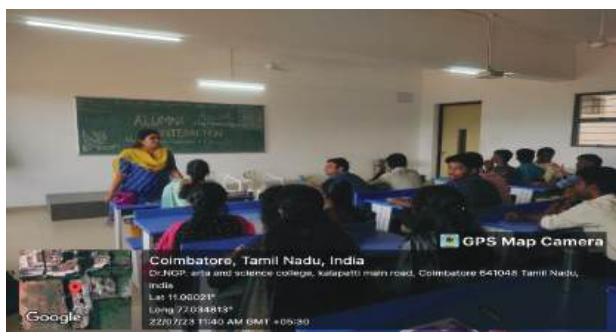 ALUMNI
INTERACTION
GPS Map Camera
Coimbatore, Tamil Nadu, India
Dr.NGP. arts and science college, kalapatti main road, Coimbatore 641048 Tamil Nadu,
India
Lat 11.06021°
Long 77.034813°
22/07/23 11:40 AM GMT +05:30
Google